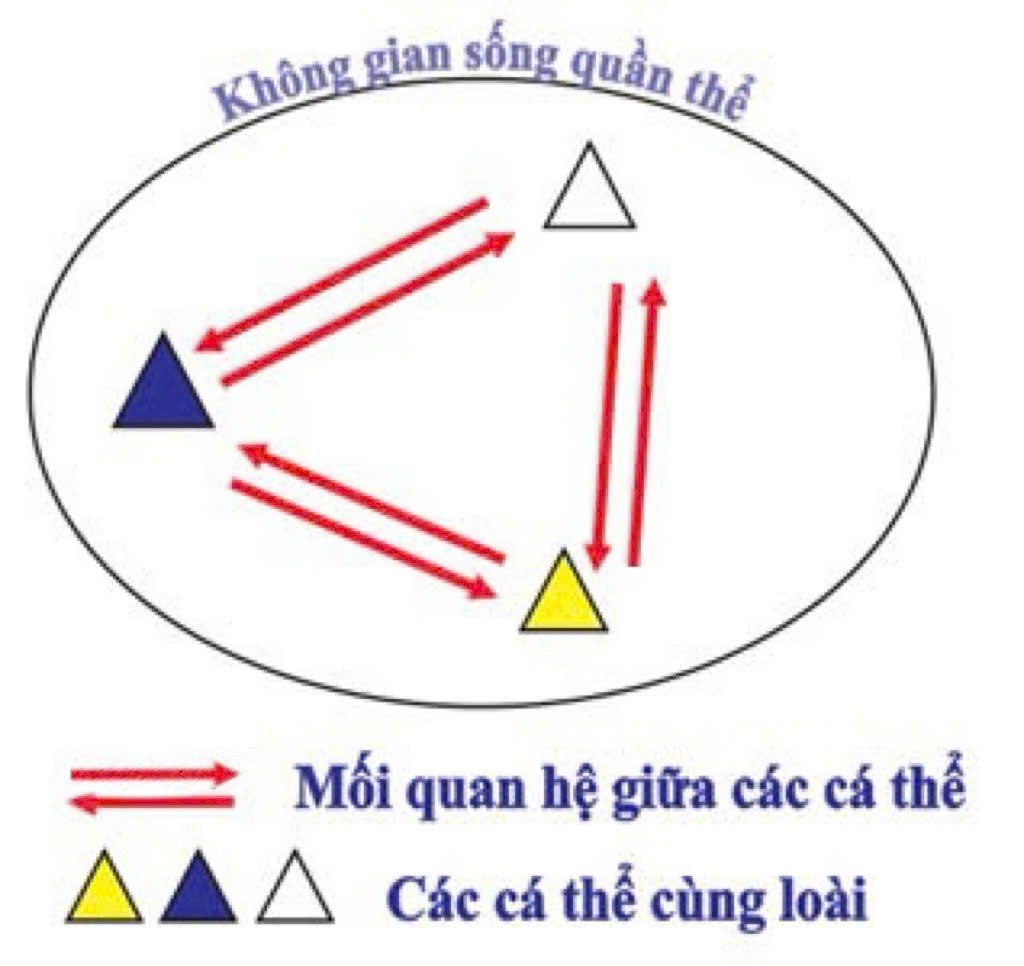 Không gian sống quần thể
Mối quan hệ giữa các cá thể
Các cá thể cùng loài